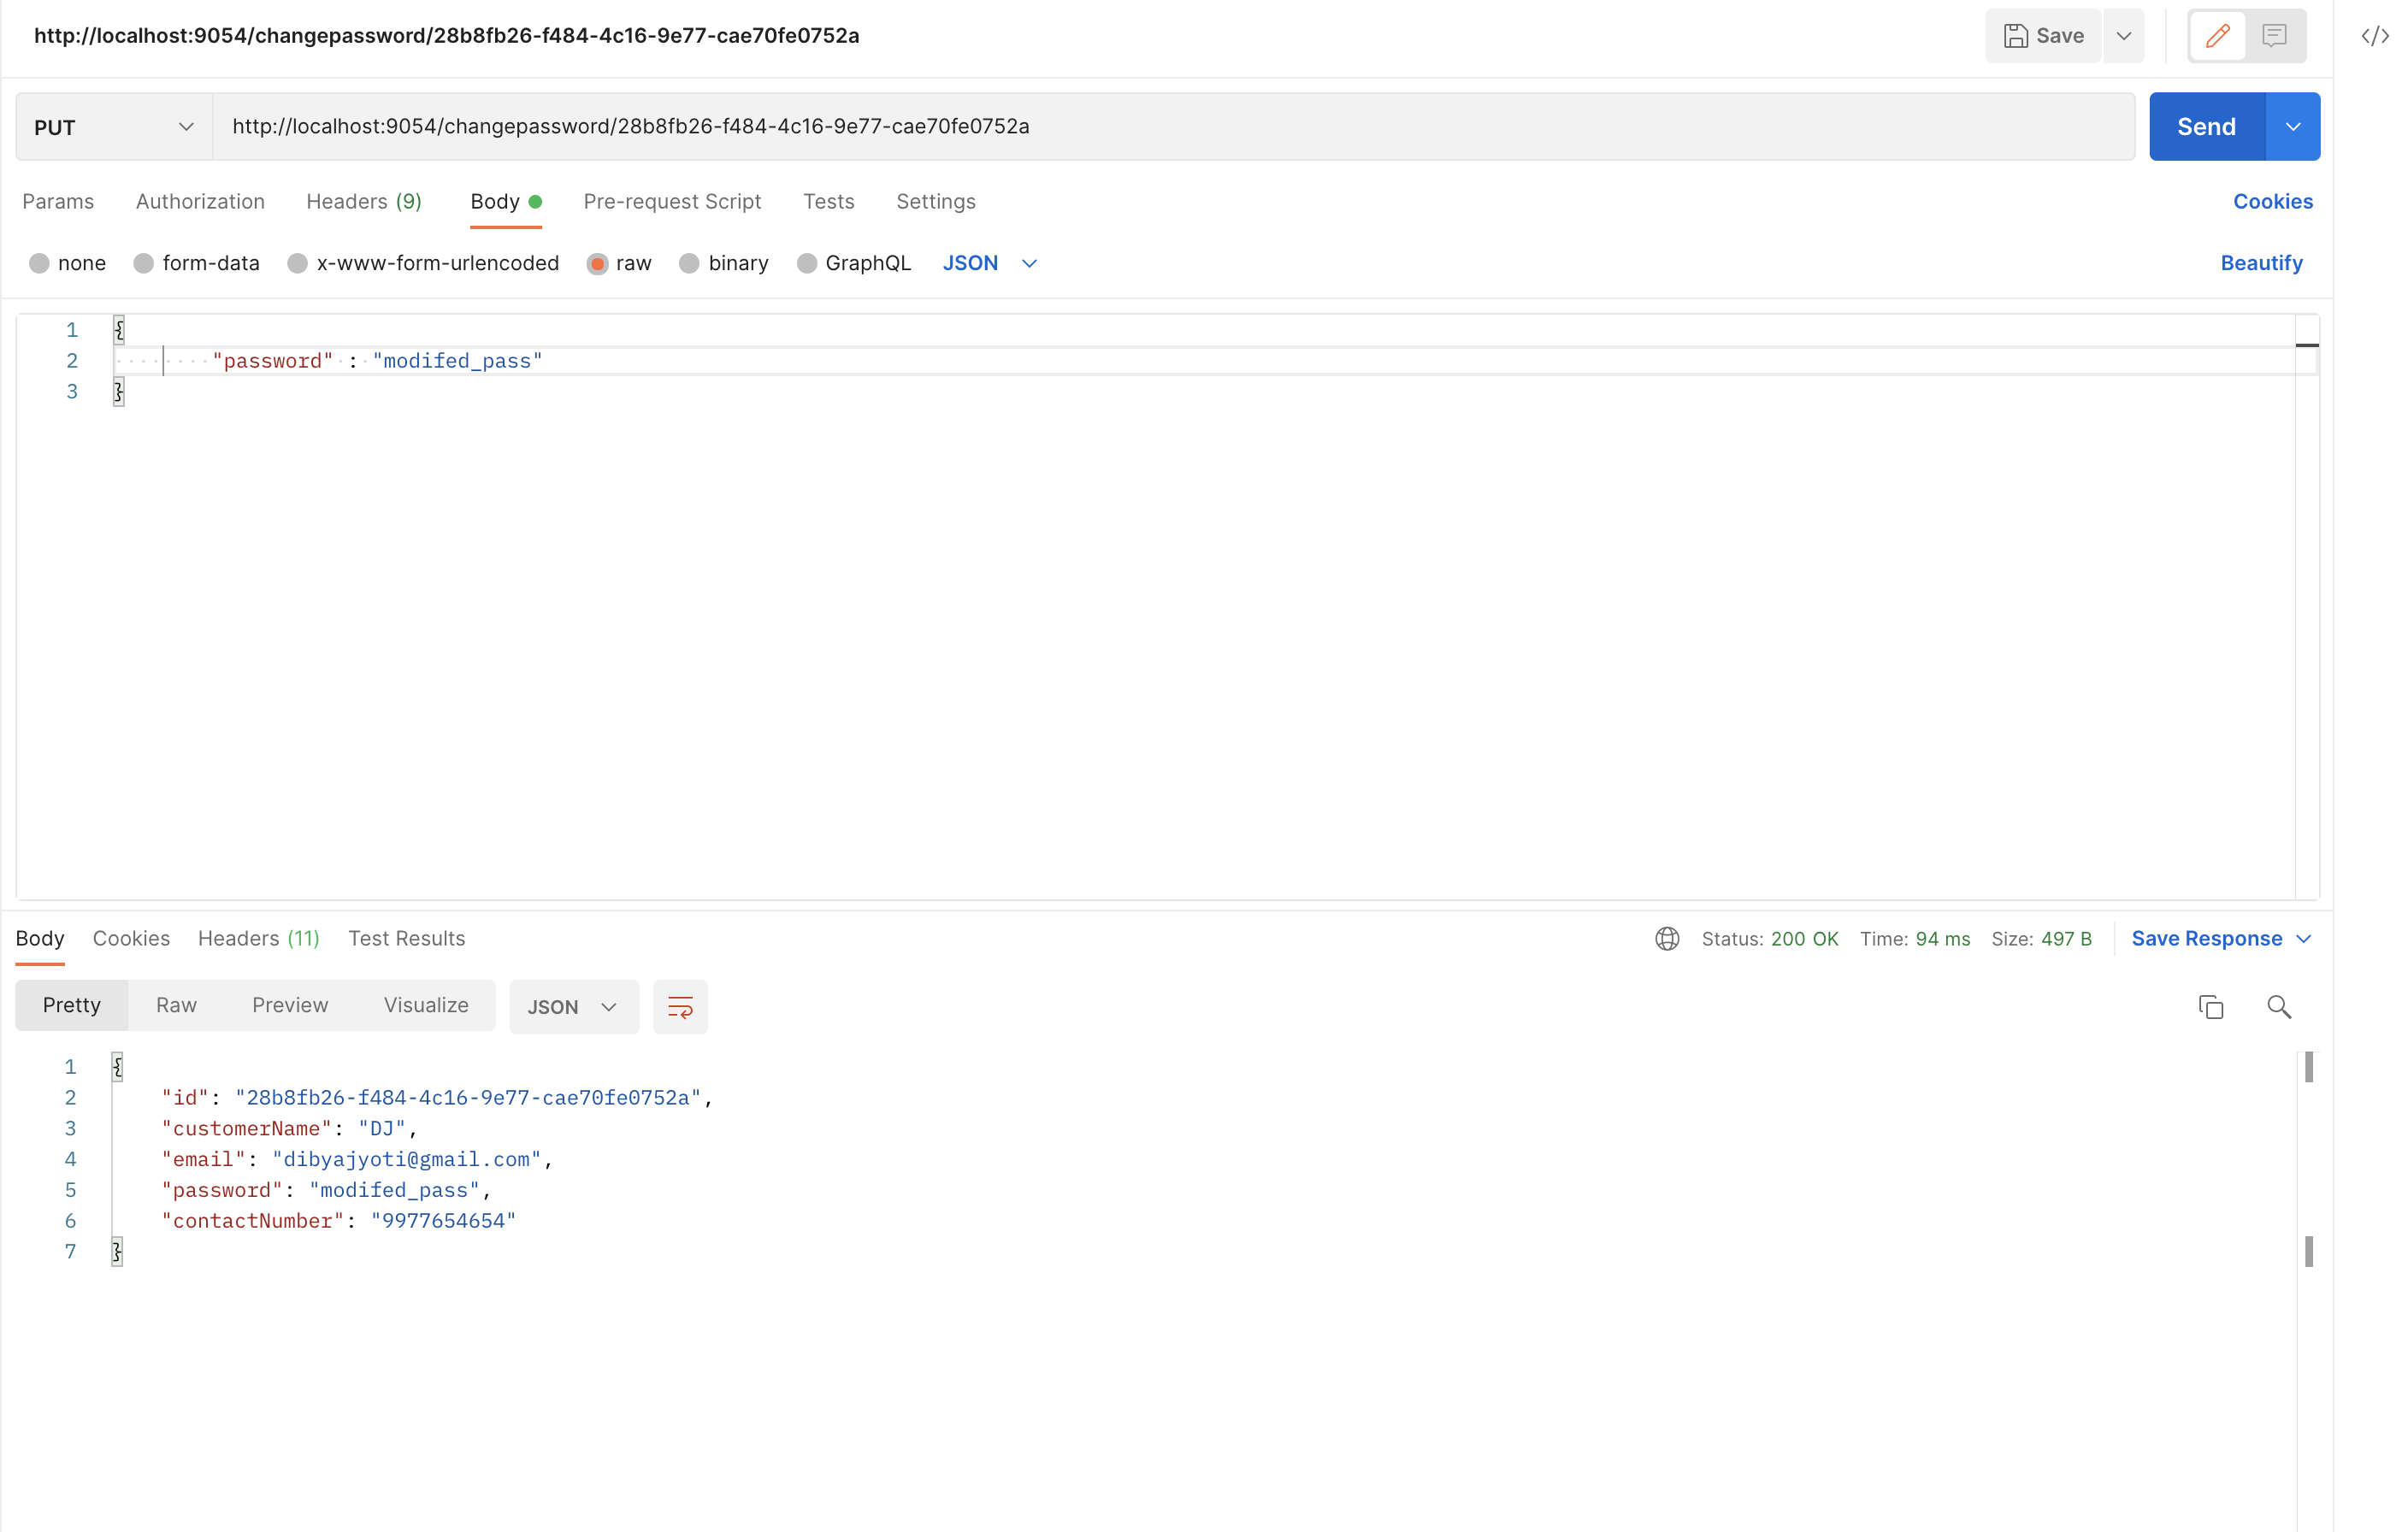 http://localhost:9054/changepassword/28b8fb26-f484-4c16-9e77-cae70fe0752a
Save
</>
PUT http://localhost:9054/changepassword/28b8fb26-f484-4c16-9e77-cae70fe0752a Send
Params Authorization Headers (9) Body Pre-request Script Tests Settings Cookies
none form-data x-www-form-urlencoded raw binary GraphQL JSON Beautify
1 {
2 "password" : "modifed_pass"
3 }
Body Cookies Headers (11) Test Results Status: 200 OK Time: 94 ms Size: 497 B Save Response
Pretty Raw Preview Visualize JSON
1 {
2 "id": "28b8fb26-f484-4c16-9e77-cae70fe0752a",
3 "customerName": "DJ",
4 "email": "dibyajyoti@gmail.com",
5 "password": "modifed_pass",
6 "contactNumber": "9977654654"
7 }